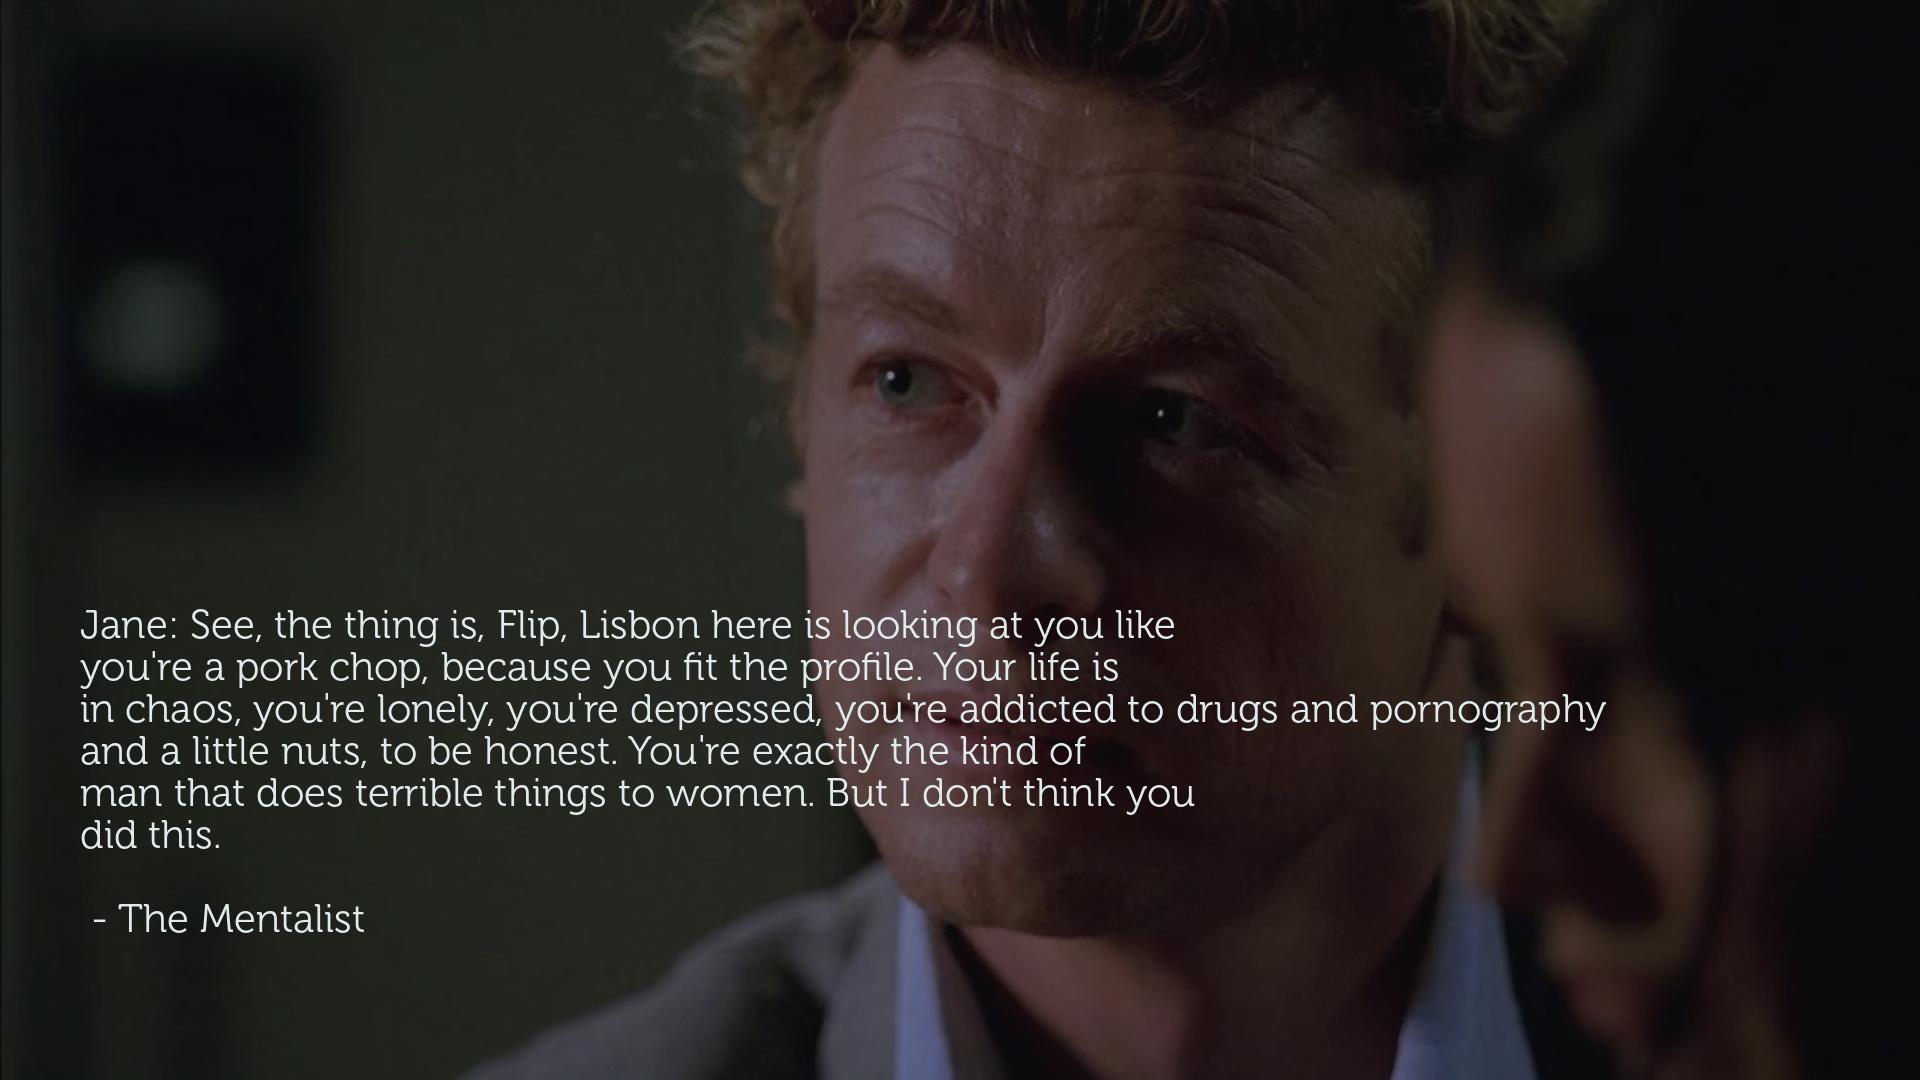 Jane: See, the thing is, Flip, Lisbon here is looking at you like
you're a pork chop, because you fit the profile. Your life is
in chaos, you're lonely, you're depressed, you're addicted to drugs and pornography
and a little nuts, to be honest. You're exactly the kind of
man that does terrible things to women. But I don't think you
did this.
- The Mentalist